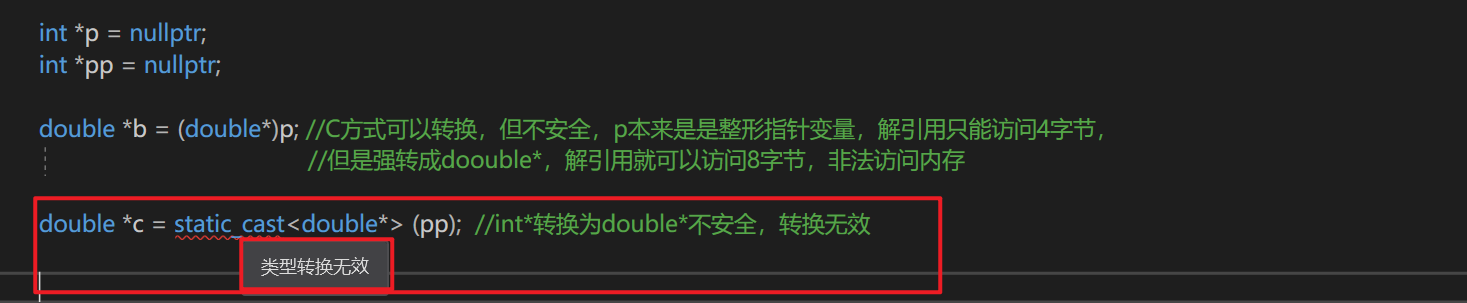 int *p = nullptr;
int *pp = nullptr;
double *b = (double*)p; //C方式可以转换，但不安全，p本来是是整形指针变量，解引用只能访问4字节，
//但是强转成doouble*，解引用就可以访问8字节，非法访问内存
double *c = static_cast<double*> (pp); //int*转换为double*不安全，转换无效
类型转换无效